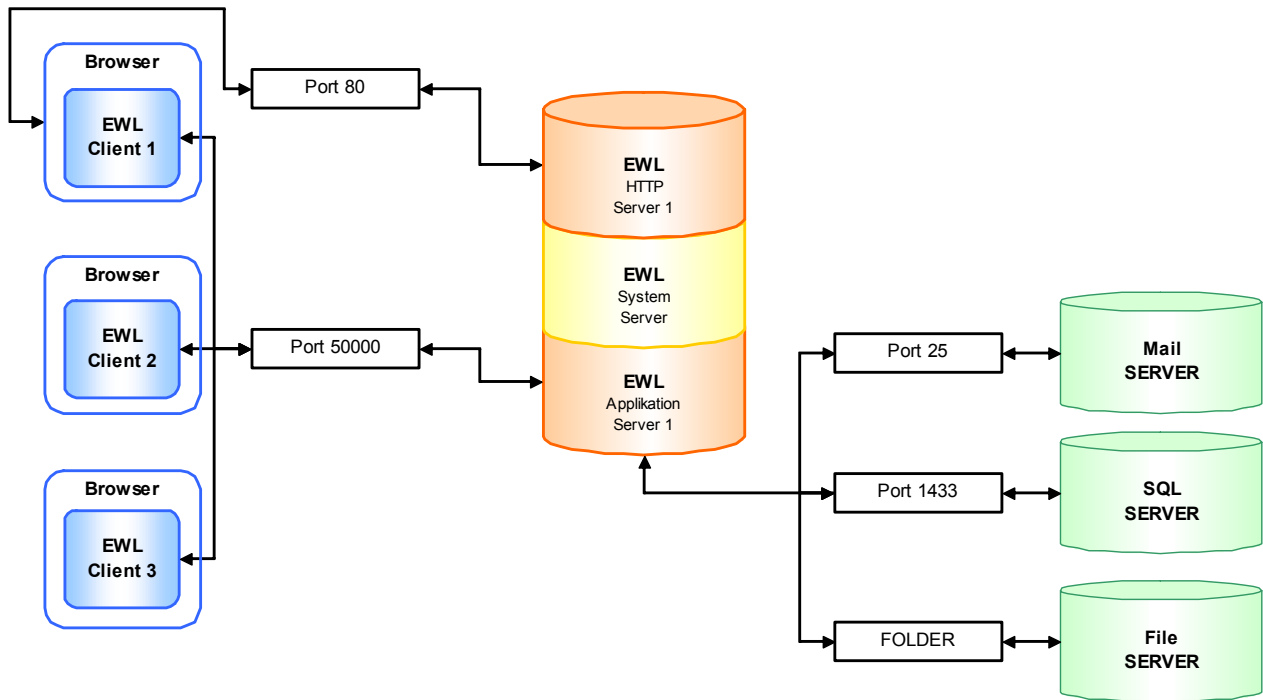 Browser
EWL
Client 1
Port 80
EWL
HTTP
Server 1
Browser
EWL
Client 2
Port 50000
EWL
System
Server
EWL
Applikation
Server 1
Browser
EWL
Client 3
Port 25
Mail
SERVER
Port 1433
SQL
SERVER
FOLDER
File
SERVER